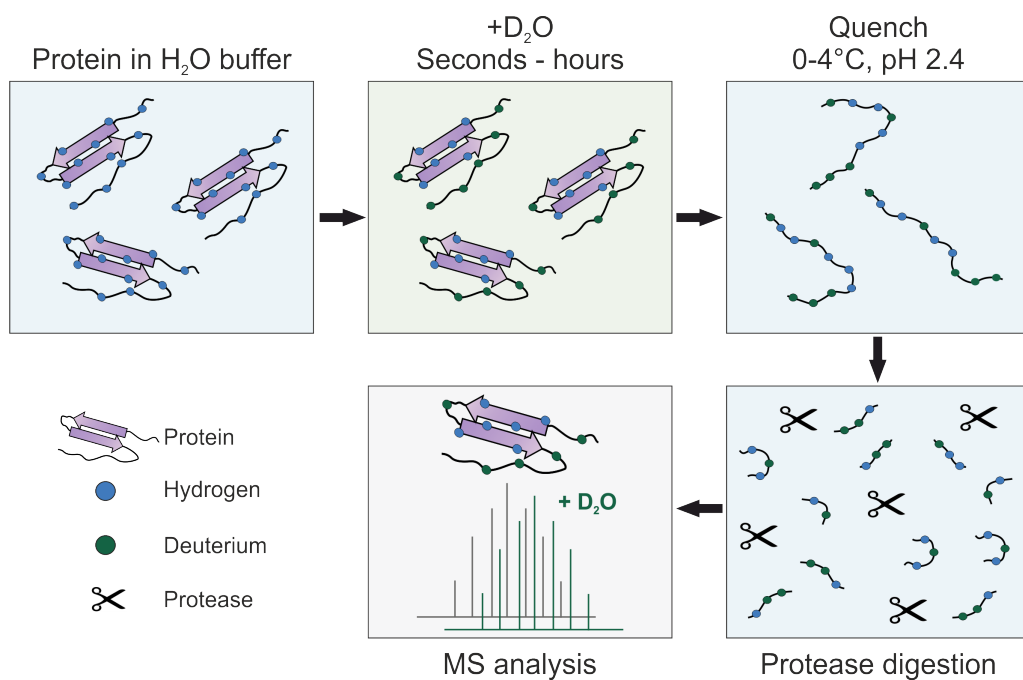 Protein in H₂O buffer
+D₂O
Seconds - hours
Quench
0-4°C, pH 2.4
Protein
Hydrogen
Deuterium
Protease
+ D₂O
MS analysis
Protease digestion